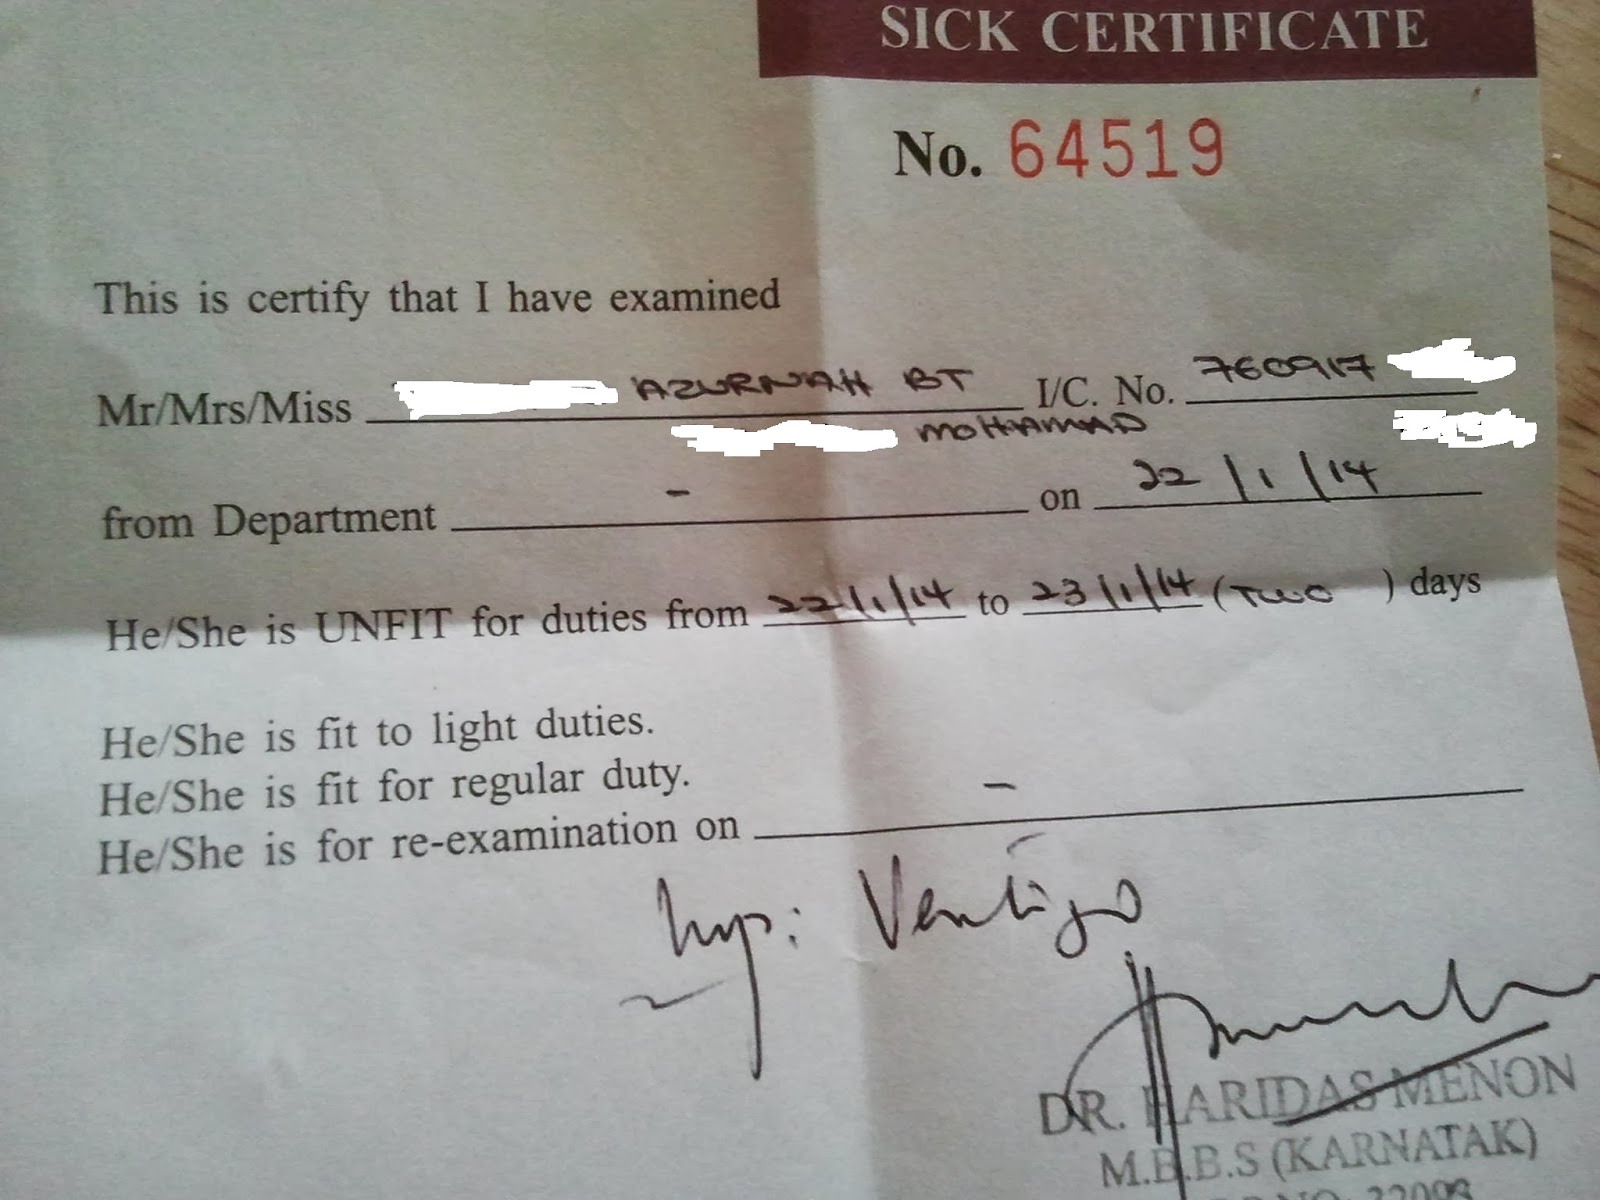 SICK CERTIFICATE
No. 64519
This is certify that I have examined
Mr/Mrs/Miss AZURNAH BT I/C. No. 760917
MOHAMAD
from Department - on 22/1/14
He/She is UNFIT for duties from 22/1/14 to 23/1/14 (TWO) days
He/She is fit to light duties.
He/She is fit for regular duty.
He/She is for re-examination on -
Vertigo
DR. HARIDAS MENON
M.B.B.S (KARNATAK)